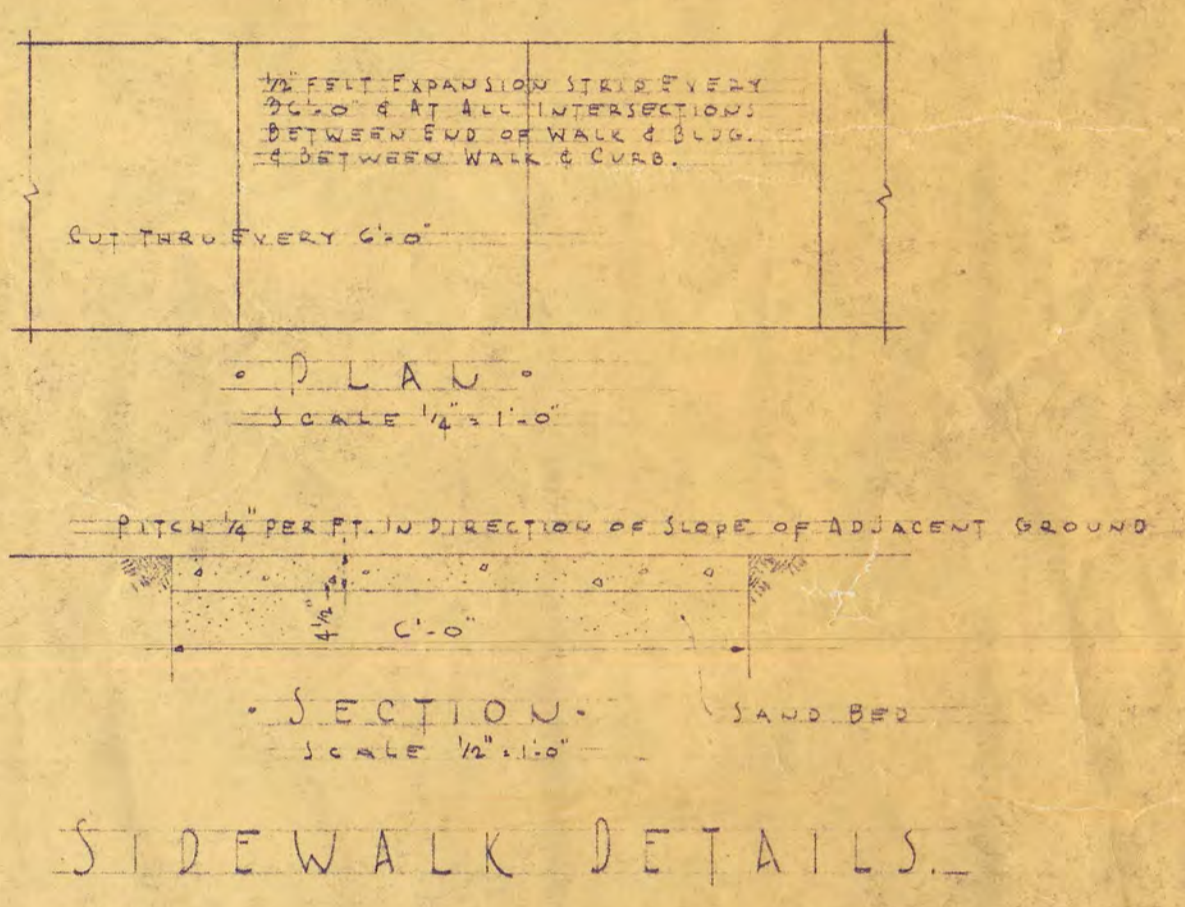 1/2" FELT EXPANSION STRIP EVERY
36'-0" & AT ALL INTERSECTIONS
BETWEEN END OF WALK & BLDG.
& BETWEEN WALK & CURB.
CUT THRU EVERY 6'-0"
• PLAN •
SCALE 1/4" = 1'-0"
PITCH 1/4" PER FT. IN DIRECTION OF SLOPE OF ADJACENT GROUND
4 1/2"
6'-0"
• SECTION •
SAND BED
SCALE 1/2" = 1'-0"
SIDEWALK DETAILS.